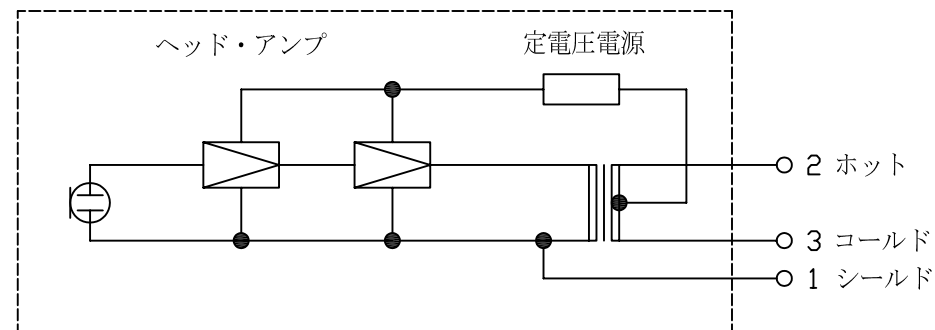 ヘッド・アンプ
定電圧電源
2 ホット
3 コールド
1 シールド